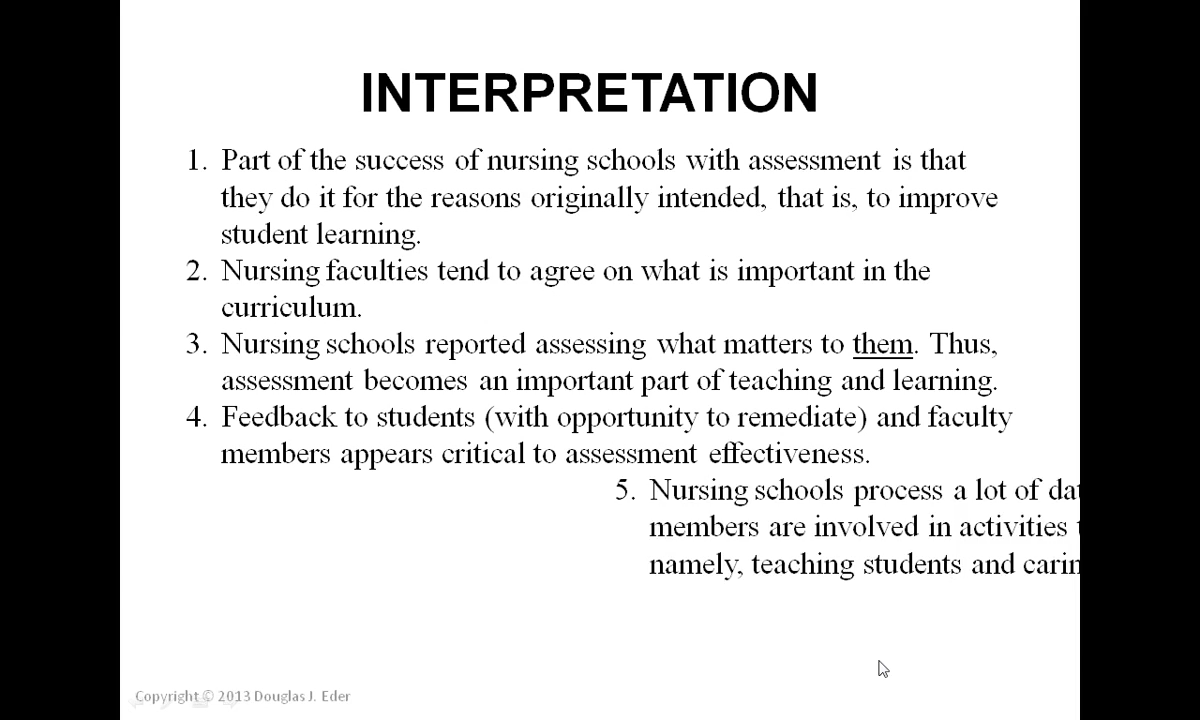 INTERPRETATION
1. Part of the success of nursing schools with assessment is that
they do it for the reasons originally intended, that is, to improve
student learning.
2. Nursing faculties tend to agree on what is important in the
curriculum.
3. Nursing schools reported assessing what matters to them. Thus,
assessment becomes an important part of teaching and learning.
4. Feedback to students (with opportunity to remediate) and faculty
members appears critical to assessment effectiveness.
5. Nursing schools process a lot of
members are involved in activities
namely, teaching students and
Copyright © 2013 Douglas J. Eder